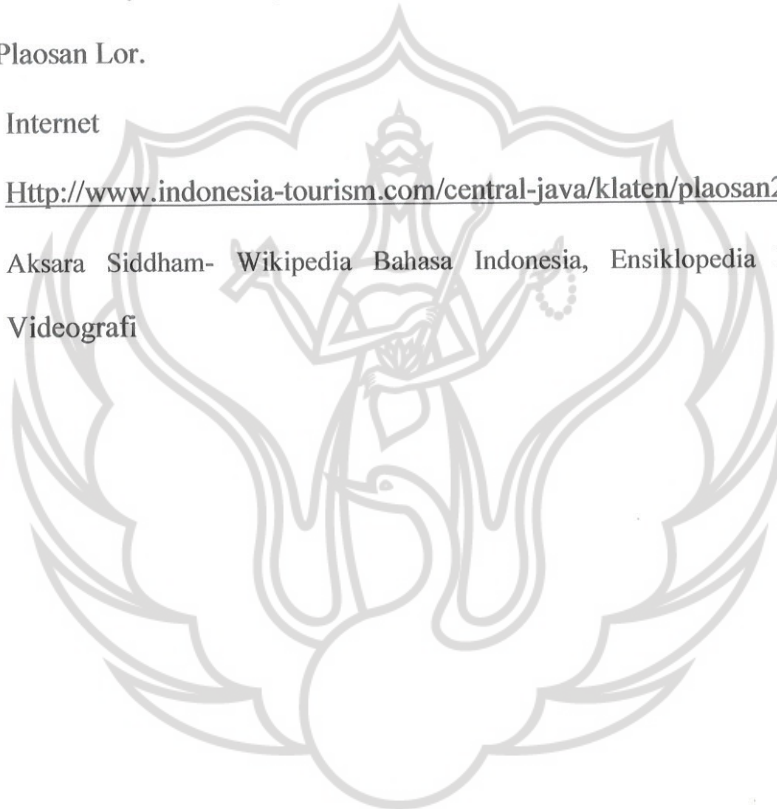 Plaosan Lor.
Internet
Http://www.indonesia-tourism.com/central-java/klaten/plaosan2
Aksara Siddham- Wikipedia Bahasa Indonesia, Ensiklopedia
Videografi